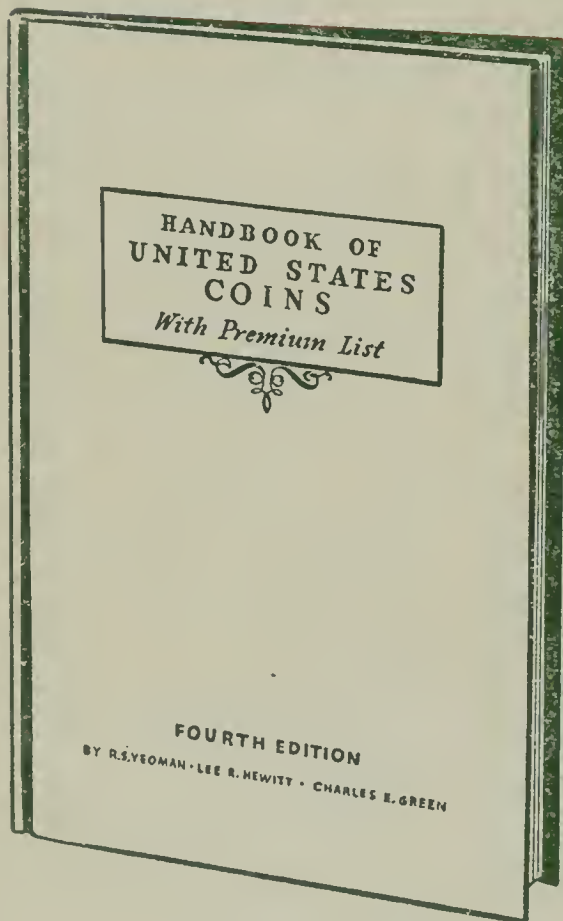 HANDBOOK OF
UNITED STATES
COINS
With Premium List
FOURTH EDITION
BY R.S.YEOMAN · LEE R. HEWITT · CHARLES E. GREEN